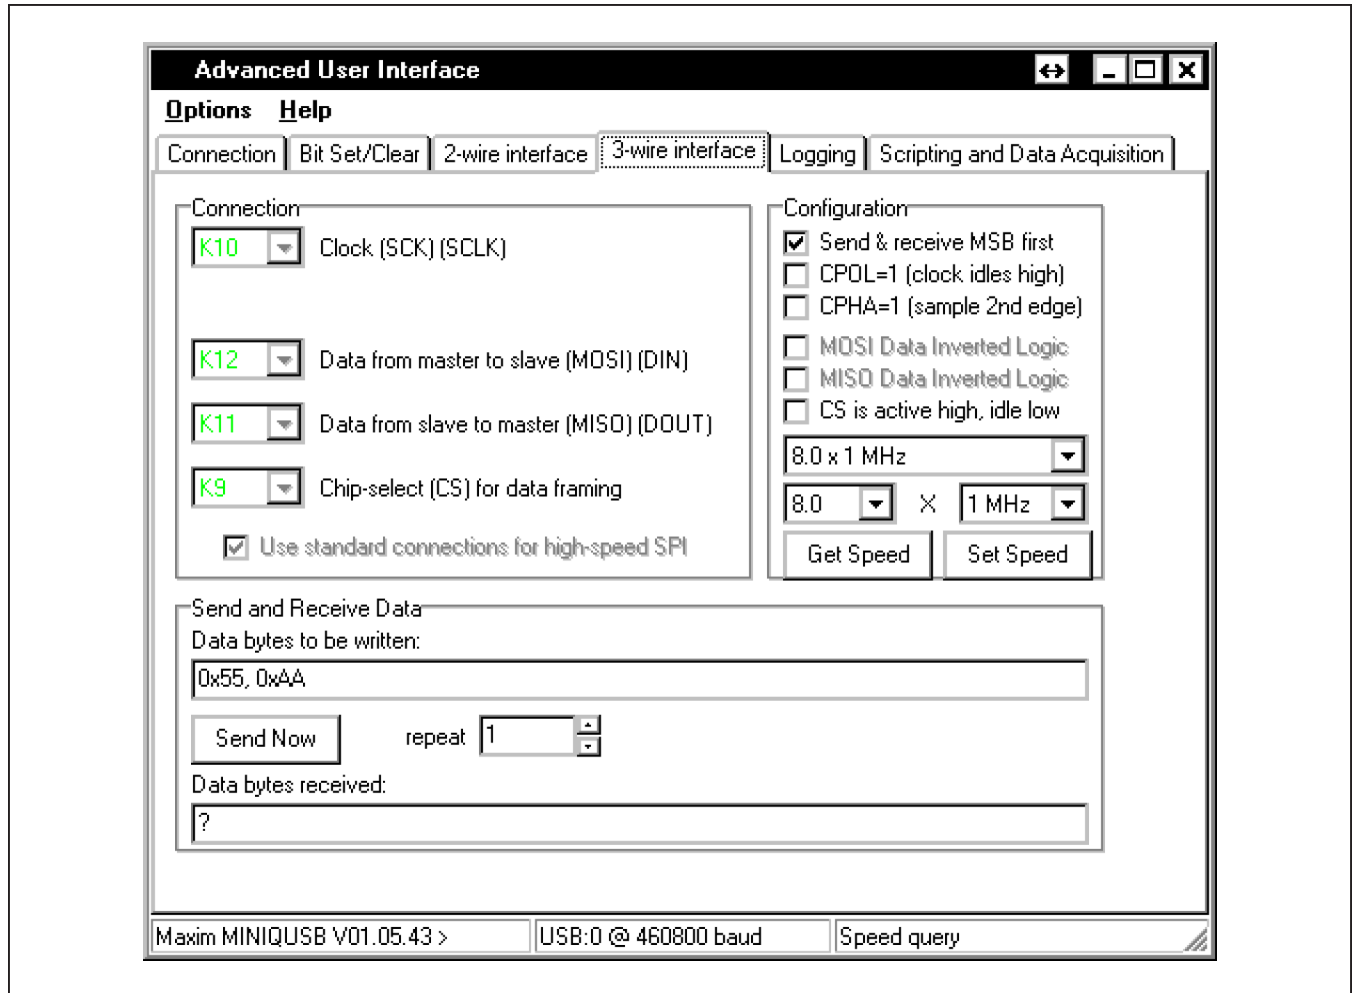 Advanced User Interface
Options Help
Connection Bit Set/Clear 2-wire interface 3-wire interface Logging Scripting and Data Acquisition
Connection
K10 Clock (SCK) (SCLK)
K12 Data from master to slave (MOSI) (DIN)
K11 Data from slave to master (MISO) (DOUT)
K9 Chip-select (CS) for data framing
Use standard connections for high-speed SPI
Configuration
Send & receive MSB first
CPOL=1 (clock idles high)
CPHA=1 (sample 2nd edge)
MOSI Data Inverted Logic
MISO Data Inverted Logic
CS is active high, idle low
8.0 x 1 MHz
8.0 X 1 MHz
Get Speed Set Speed
Send and Receive Data
Data bytes to be written:
0x55, 0xAA
Send Now repeat 1
Data bytes received:
?
Maxim MINIQUSB V01.05.43 > USB:0 @ 460800 baud Speed query